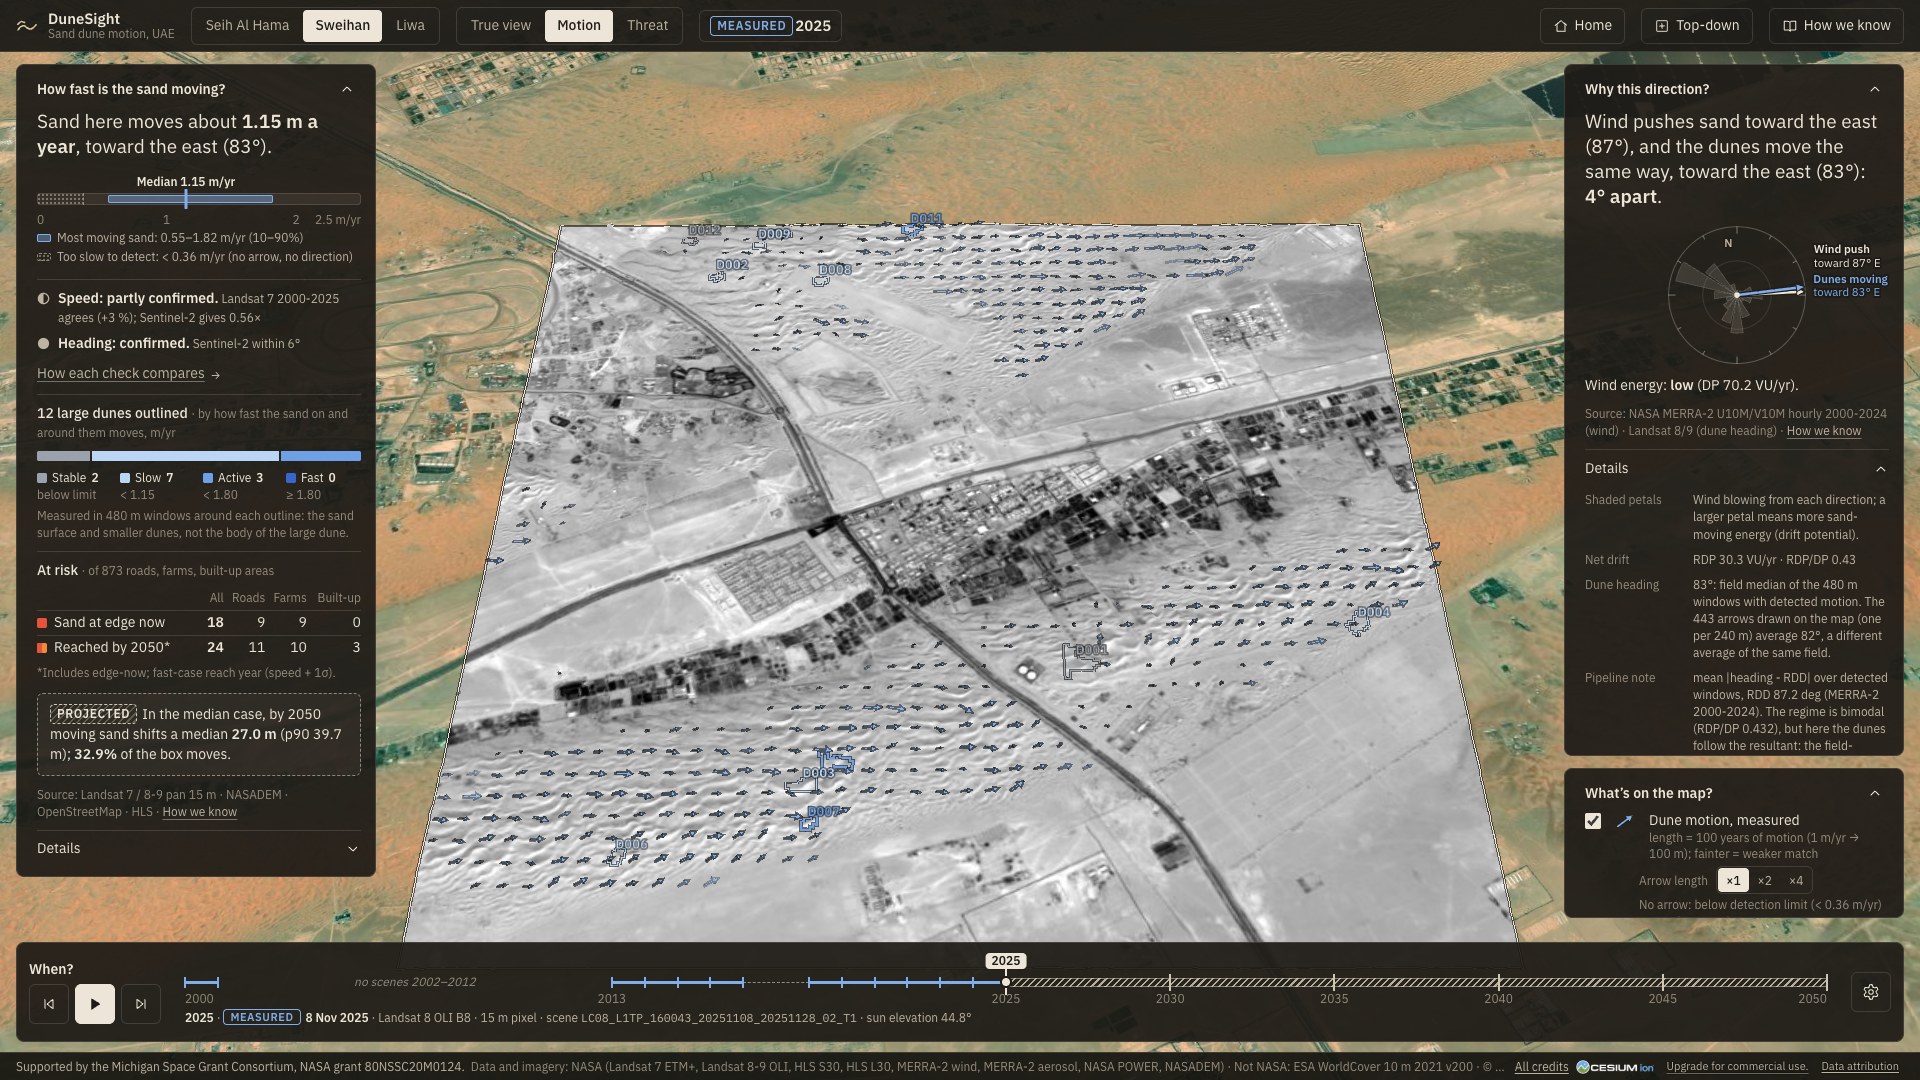 DuneSight
Sand dune motion, UAE
Seih Al Hama
Sweihan
Liwa
True view
Motion
Threat
MEASURED 2025
Home
Top-down
How we know
How fast is the sand moving?
Sand here moves about 1.15 m a
year, toward the east (83°).
Median 1.15 m/yr
0 1 2 2.5 m/yr
Most moving sand: 0.55–1.82 m/yr (10–90%)
Too slow to detect: < 0.36 m/yr (no arrow, no direction)
Speed: partly confirmed. Landsat 7 2000-2025
agrees (+3 %); Sentinel-2 gives 0.56×
Heading: confirmed. Sentinel-2 within 6°
How each check compares →
12 large dunes outlined · by how fast the sand on and
around them moves, m/yr
Stable 2 Slow 7 Active 3 Fast 0
below limit < 1.15 < 1.80 ≥ 1.80
Measured in 480 m windows around each outline: the sand
surface and smaller dunes, not the body of the large dune.
At risk · of 873 roads, farms, built-up areas
All Roads Farms Built-up
Sand at edge now 18 9 9 0
Reached by 2050* 24 11 10 3
*Includes edge-now; fast-case reach year (speed + 1σ).
PROJECTED In the median case, by 2050
moving sand shifts a median 27.0 m (p90 39.7
m); 32.9% of the box moves.
Source: Landsat 7 / 8-9 pan 15 m · NASADEM ·
OpenStreetMap · HLS · How we know
Details
D011
D012
D009
D002
D008
D004
D001
D003
D007
D006
Why this direction?
Wind pushes sand toward the east
(87°), and the dunes move the
same way, toward the east (83°):
4° apart.
N
Wind push
toward 87° E
Dunes moving
toward 83° E
Wind energy: low (DP 70.2 VU/yr).
Source: NASA MERRA-2 U10M/V10M hourly 2000-2024
(wind) · Landsat 8/9 (dune heading) · How we know
Details
Shaded petals Wind blowing from each direction; a
larger petal means more sand-
moving energy (drift potential).
Net drift RDP 30.3 VU/yr · RDP/DP 0.43
Dune heading 83°: field median of the 480 m
windows with detected motion. The
443 arrows drawn on the map (one
per 240 m) average 82°, a different
average of the same field.
Pipeline note mean |heading - RDD| over detected
windows, RDD 87.2 deg (MERRA-2
2000-2024). The regime is bimodal
(RDP/DP 0.432), but here the dunes
follow the resultant: the field-
What's on the map?
Dune motion, measured
length = 100 years of motion (1 m/yr →
100 m); fainter = weaker match
Arrow length ×1 ×2 ×4
No arrow: below detection limit (< 0.36 m/yr)
When?
no scenes 2002–2012
2025
2000 2013 2025 2030 2035 2040 2045 2050
2025 · MEASURED 8 Nov 2025 · Landsat 8 OLI B8 · 15 m pixel · scene LC08_L1TP_160043_20251108_20251128_02_T1 · sun elevation 44.8°
Supported by the Michigan Space Grant Consortium, NASA grant 80NSSC20M0124. Data and imagery: NASA (Landsat 7 ETM+, Landsat 8-9 OLI, HLS S30, HLS L30, MERRA-2 wind, MERRA-2 aerosol, NASA POWER, NASADEM) · Not NASA: ESA WorldCover 10 m 2021 v200 · © ... All credits CESIUM ion Upgrade for commercial use. Data attribution